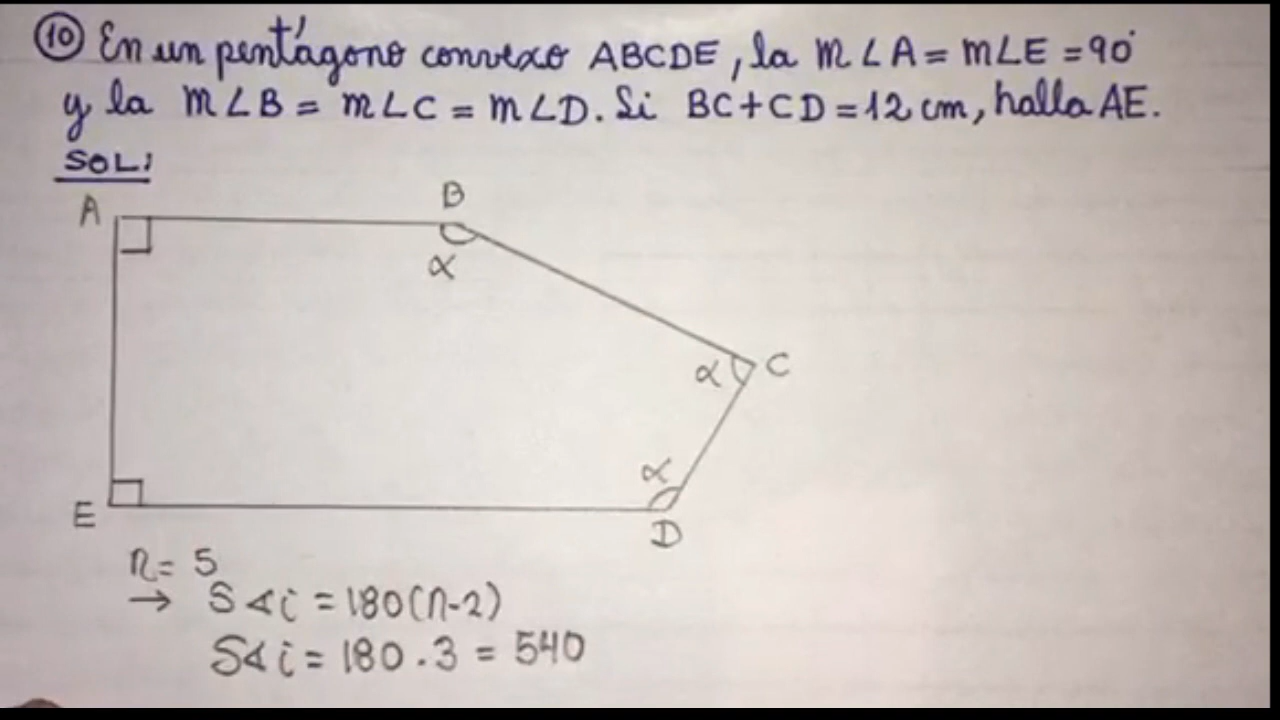 10 En un pentágono convexo ABCDE, la m∠A = m∠E = 90°
y la m∠B = m∠C = m∠D. Si BC + CD = 12 cm, halla AE.
SOL:
A
B
α
α C
α
E
D
n = 5
→ S∢i = 180(n-2)
S∢i = 180 . 3 = 540